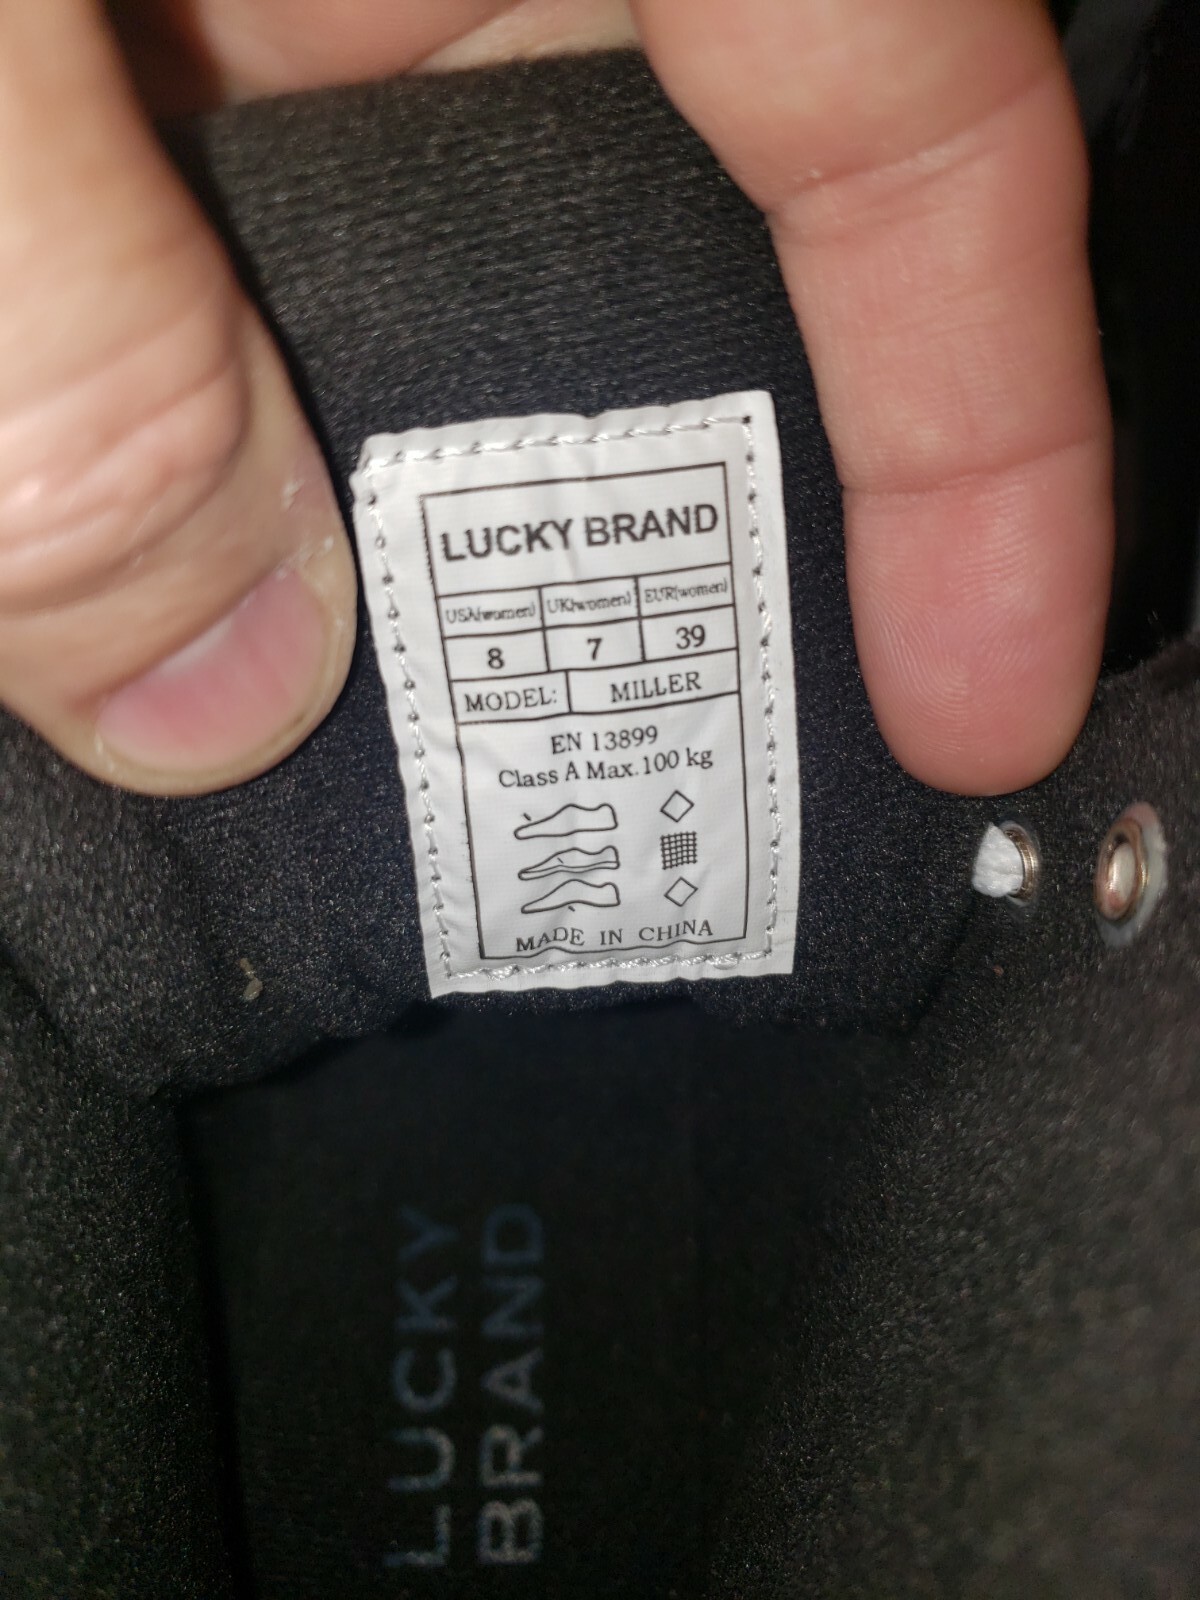 LUCKY BRAND
USA(women) UK(women) EUR(women)
8 7 39
MODEL: MILLER
EN 13899
Class A Max.100 kg
MADE IN CHINA
LUCKY
BRAND